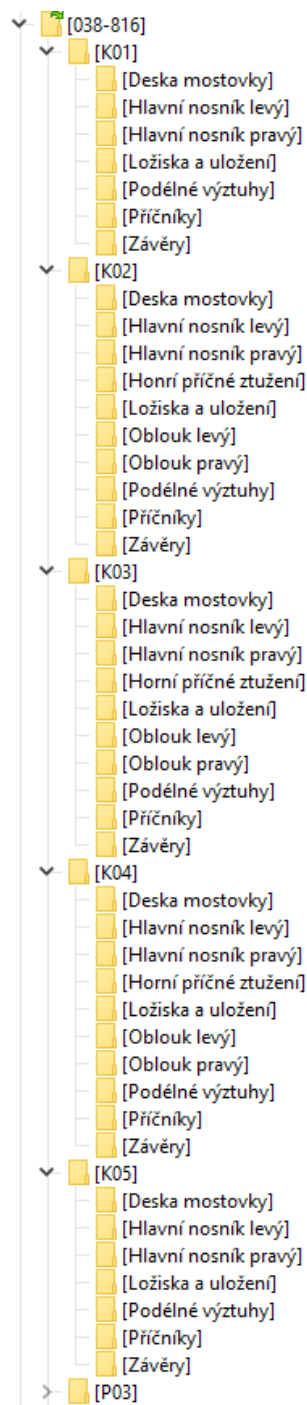 [038-816]
[K01]
[Deska mostovky]
[Hlavní nosník levý]
[Hlavní nosník pravý]
[Ložiska a uložení]
[Podélné výztuhy]
[Příčníky]
[Závěry]
[K02]
[Deska mostovky]
[Hlavní nosník levý]
[Hlavní nosník pravý]
[Honrí příčné ztužení]
[Ložiska a uložení]
[Oblouk levý]
[Oblouk pravý]
[Podélné výztuhy]
[Příčníky]
[Závěry]
[K03]
[Deska mostovky]
[Hlavní nosník levý]
[Hlavní nosník pravý]
[Horní příčné ztužení]
[Ložiska a uložení]
[Oblouk levý]
[Oblouk pravý]
[Podélné výztuhy]
[Příčníky]
[Závěry]
[K04]
[Deska mostovky]
[Hlavní nosník levý]
[Hlavní nosník pravý]
[Horní příčné ztužení]
[Ložiska a uložení]
[Oblouk levý]
[Oblouk pravý]
[Podélné výztuhy]
[Příčníky]
[Závěry]
[K05]
[Deska mostovky]
[Hlavní nosník levý]
[Hlavní nosník pravý]
[Ložiska a uložení]
[Podélné výztuhy]
[Příčníky]
[Závěry]
[P03]